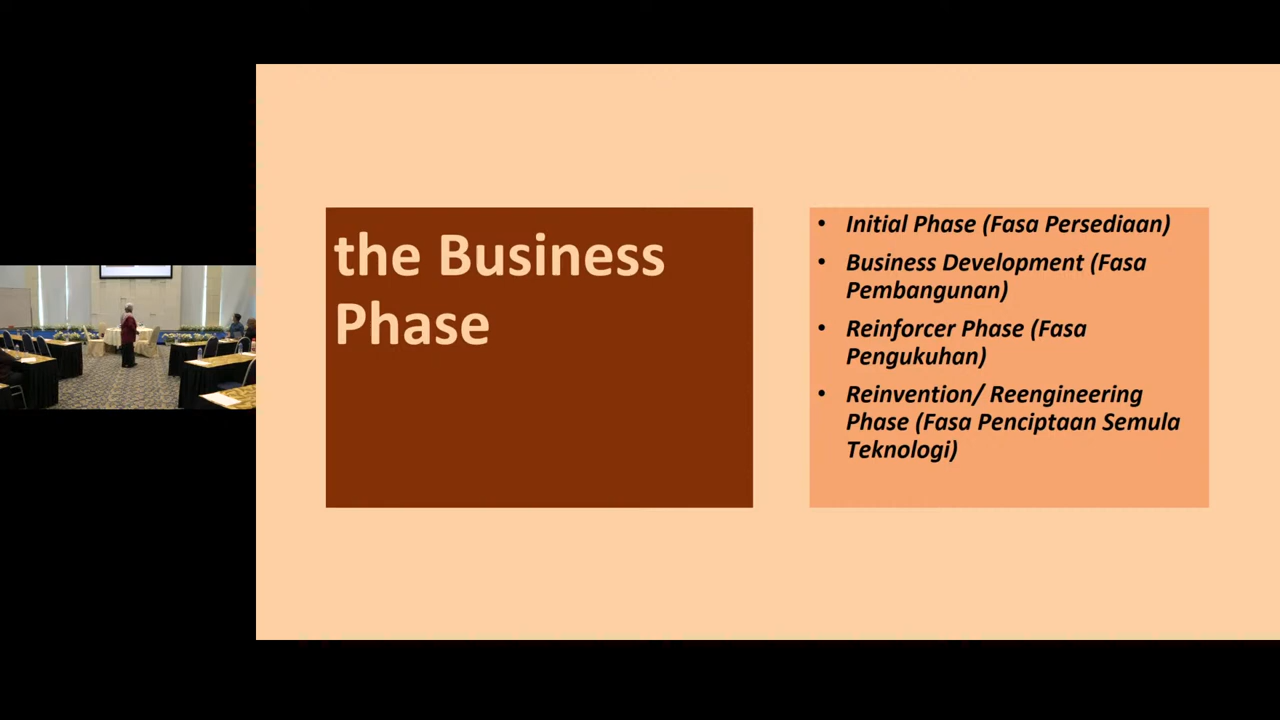 the Business
Phase
• Initial Phase (Fasa Persediaan)
• Business Development (Fasa
Pembangunan)
• Reinforcer Phase (Fasa
Pengukuhan)
• Reinvention/ Reengineering
Phase (Fasa Penciptaan Semula
Teknologi)